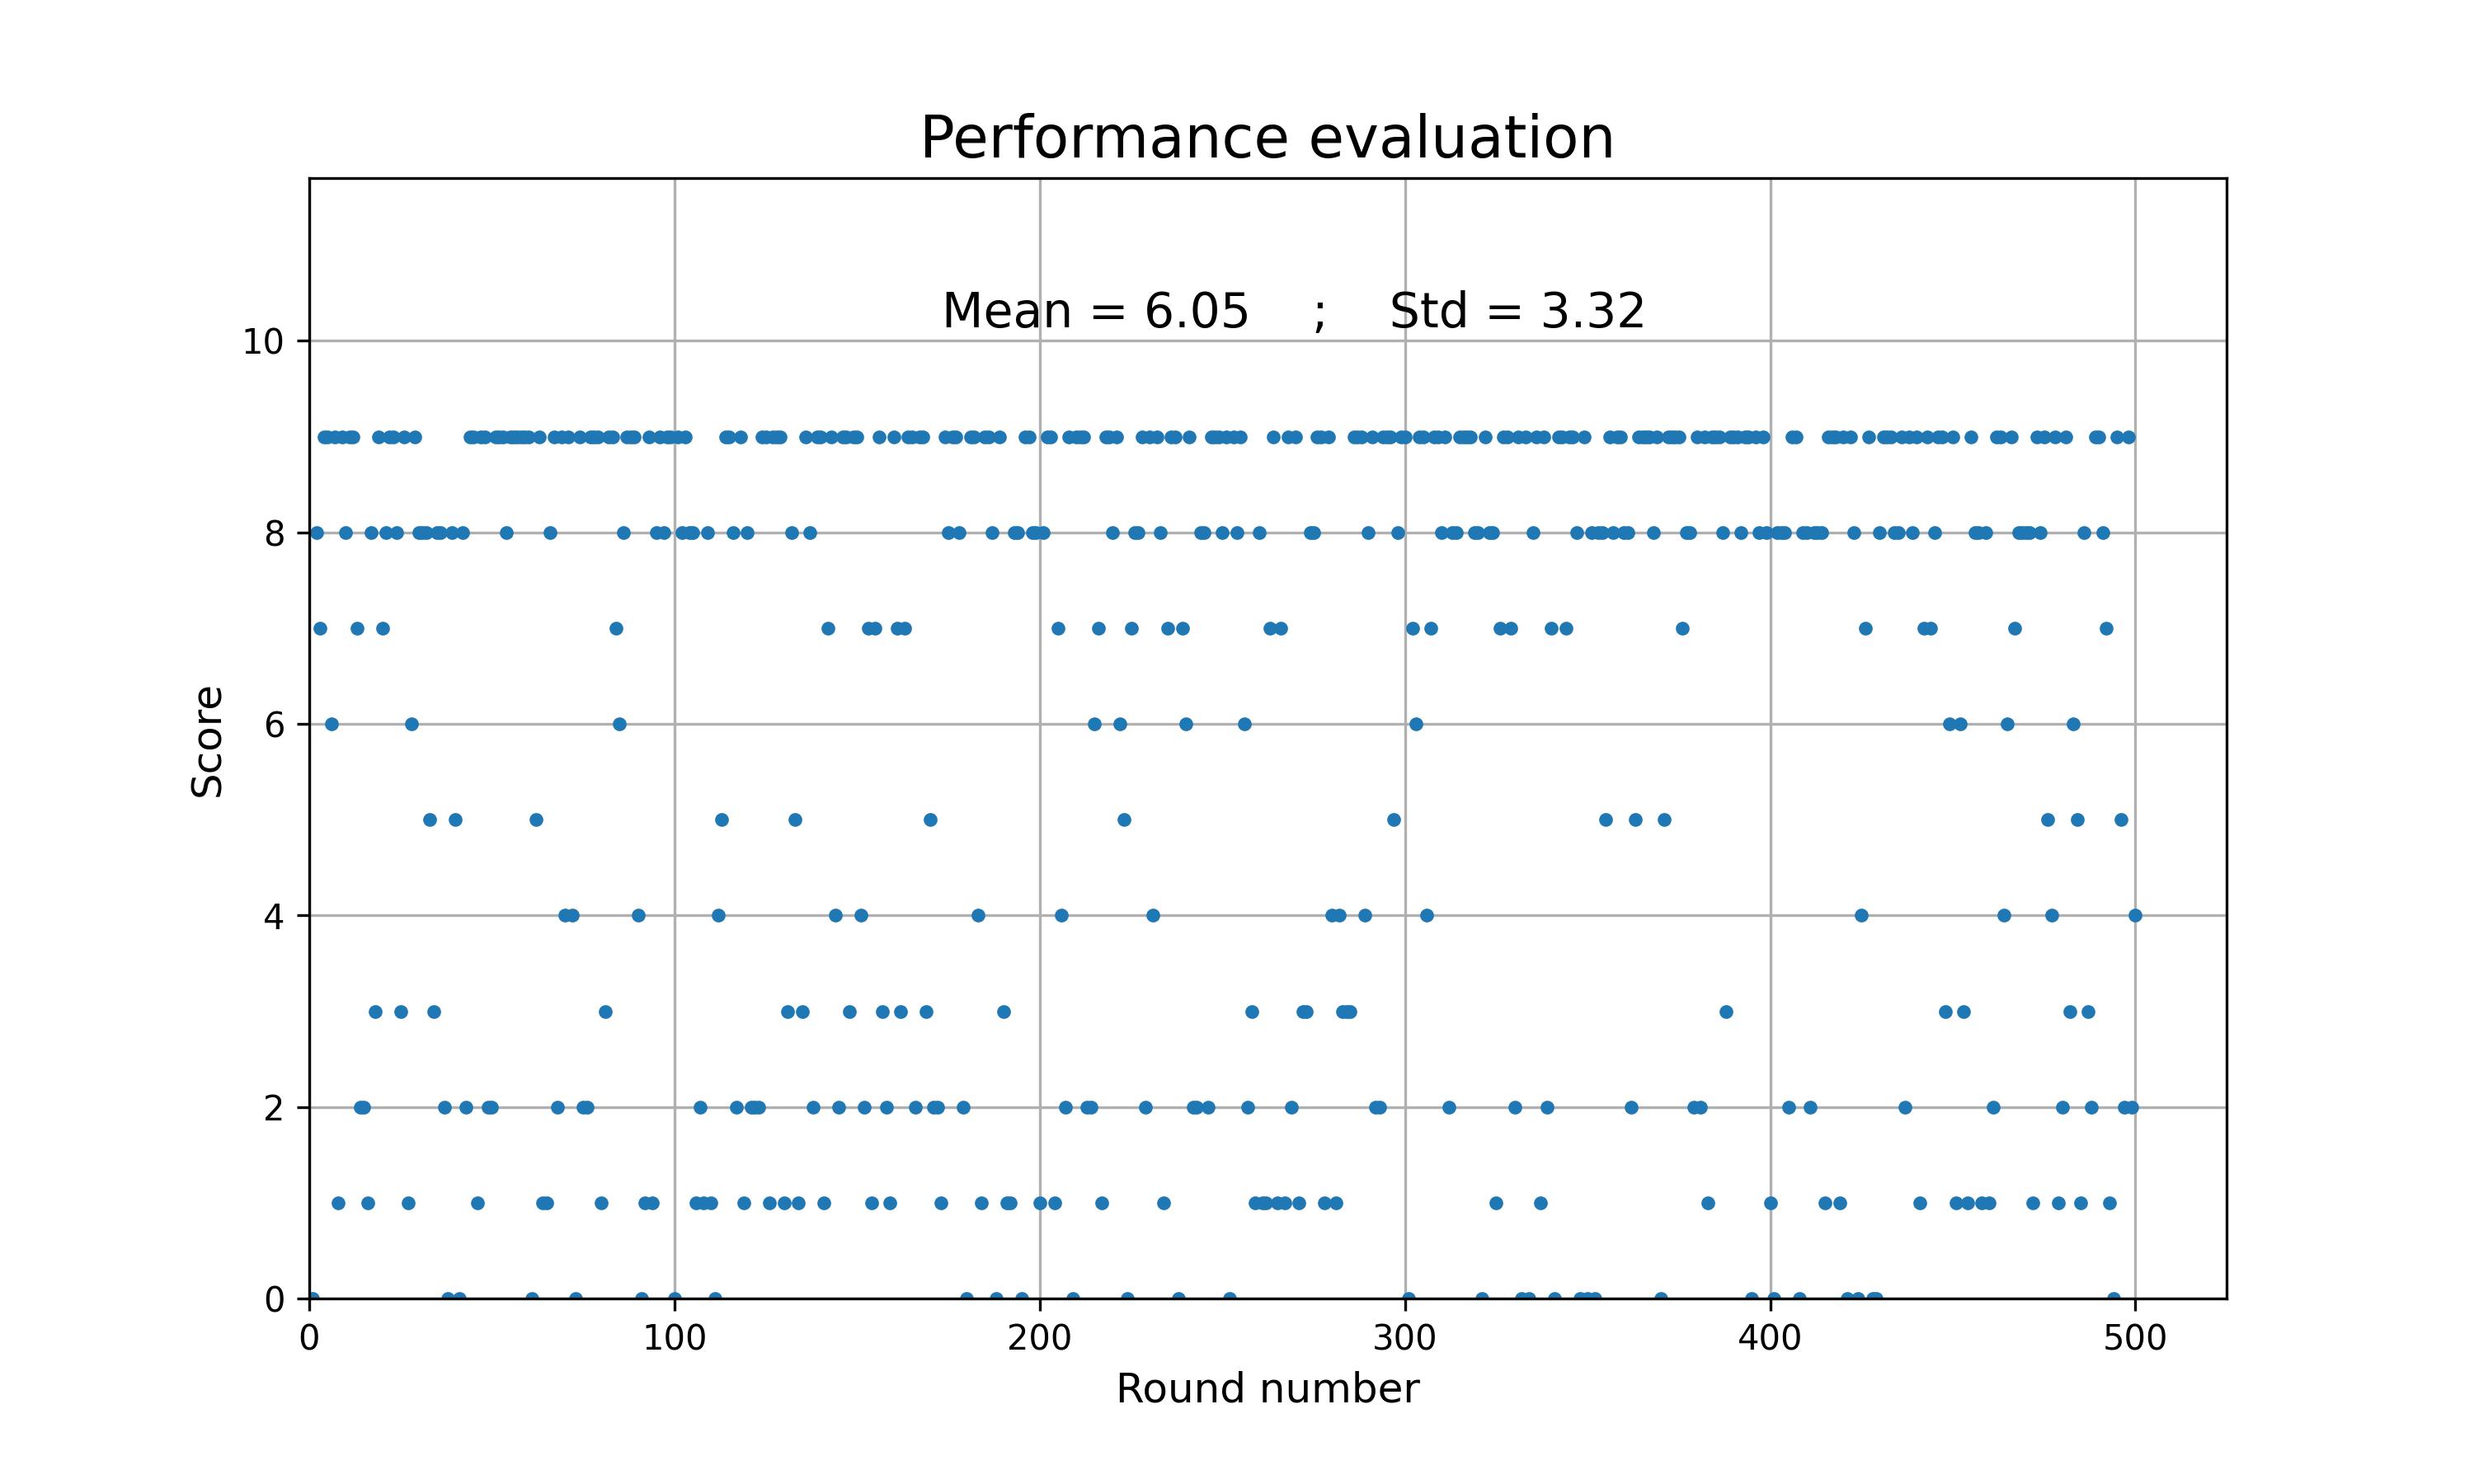 Performance evaluation
Mean = 6.05 ; Std = 3.32
10
8
6
4
2
0
Score
0 100 200 300 400 500
Round number